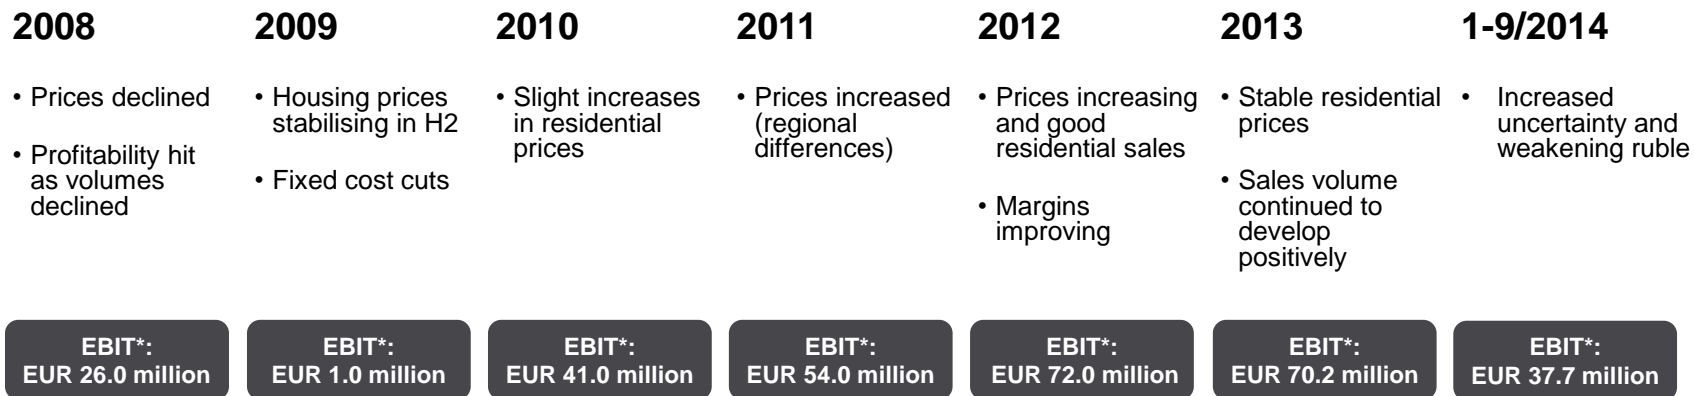 2008
• Prices declined
• Profitability hit
as volumes
declined
EBIT*:
EUR 26.0 million
2009
• Housing prices
stabilising in H2
• Fixed cost cuts
EBIT*:
EUR 1.0 million
2010
• Slight increases
in residential
prices
EBIT*:
EUR 41.0 million
2011
• Prices increased
(regional
differences)
EBIT*:
EUR 54.0 million
2012
• Prices increasing
and good
residential sales
• Margins
improving
EBIT*:
EUR 72.0 million
2013
• Stable residential
prices
• Sales volume
continued to
develop
positively
EBIT*:
EUR 70.2 million
1-9/2014
• Increased
uncertainty and
weakening ruble
EBIT*:
EUR 37.7 million